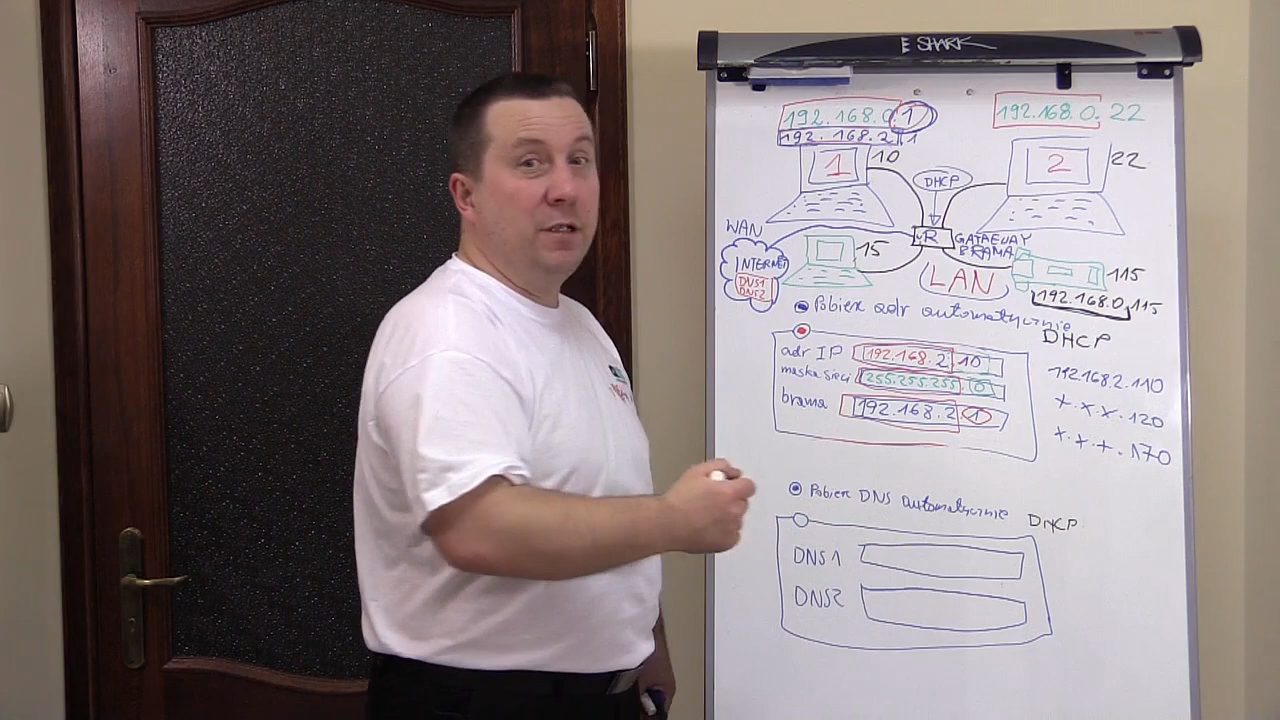 SHARK
192.168.0.1
192.168.2.1
192.168.0.22
1
10
2
22
DHCP
WAN
R
GATAEWAY
BRAMA
INTERNET
DNS1
DNS2
15
LAN
115
192.168.0.115
Pobierz adr automatycznie
DHCP
adr IP 192.168.2.10
maska sieci 255.255.255.0
brama 192.168.2.1
192.168.2.110
x.x.x.120
x.x.x.170
Pobierz DNS automatycznie DHCP
DNS1
DNS2